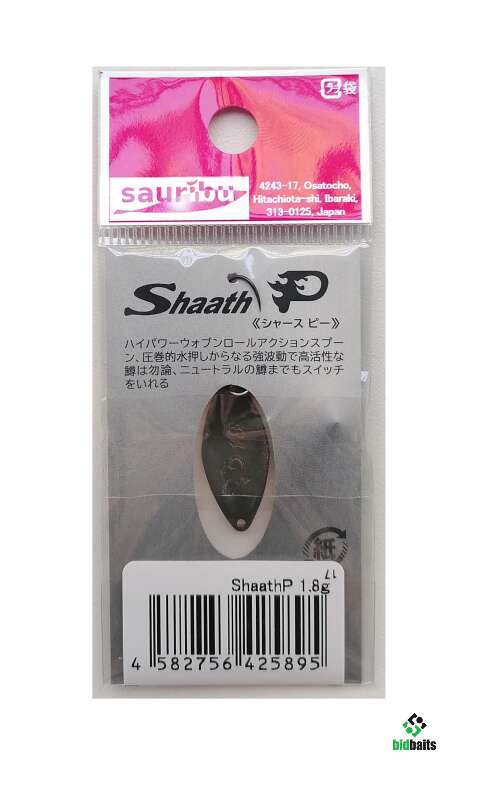 袋
sauribu
4243-17, Osatocho,
Hitachiota-shi, Ibaraki,
313-0125, Japan
Shaath P
《シャース ピー》
ハイパワーウォブンロールアクションスプー
ン、圧巻的水押しからなる強波動で高活性な
鱒は勿論、ニュートラルの鱒までもスイッチ
をいれる
紙
11
ShaathP 1.8g
4 582756 425895
bidbaits